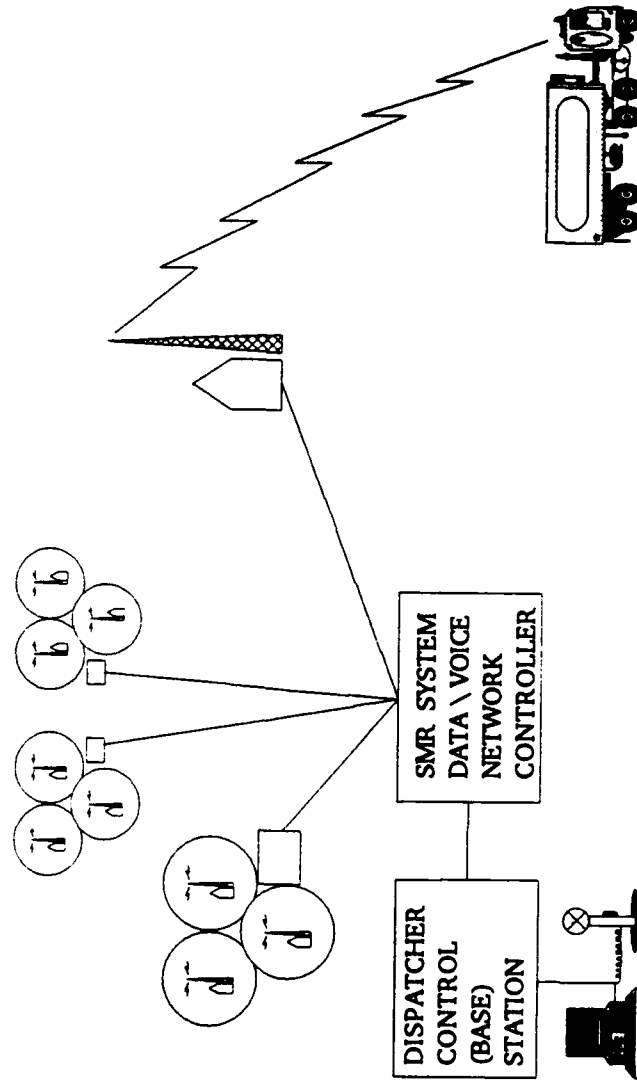 SMR SYSTEM
DATA \ VOICE
NETWORK
CONTROLLER
DISPATCHER
CONTROL
(BASE)
STATION